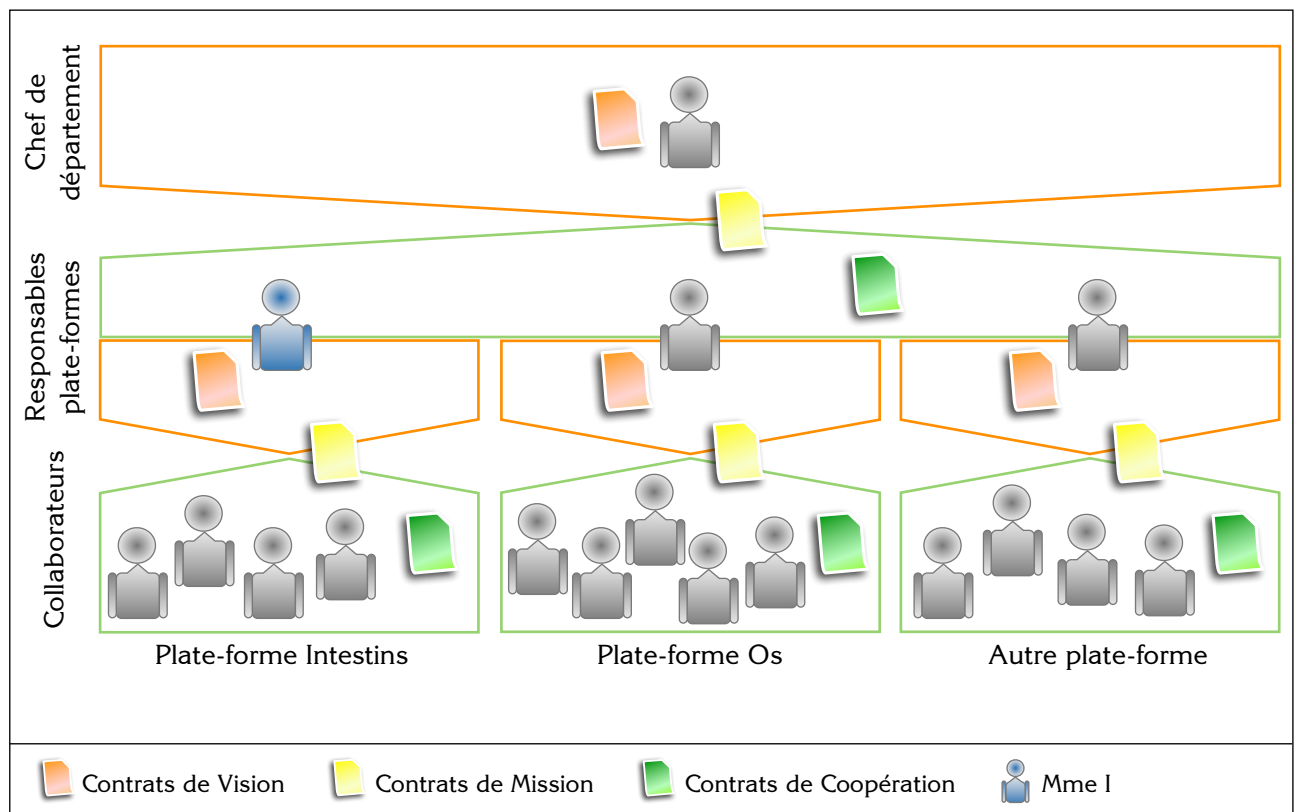 Chef de
département
Responsables
plate-formes
Collaborateurs
Plate-forme Intestins
Plate-forme Os
Autre plate-forme
Contrats de Vision
Contrats de Mission
Contrats de Coopération
Mme I